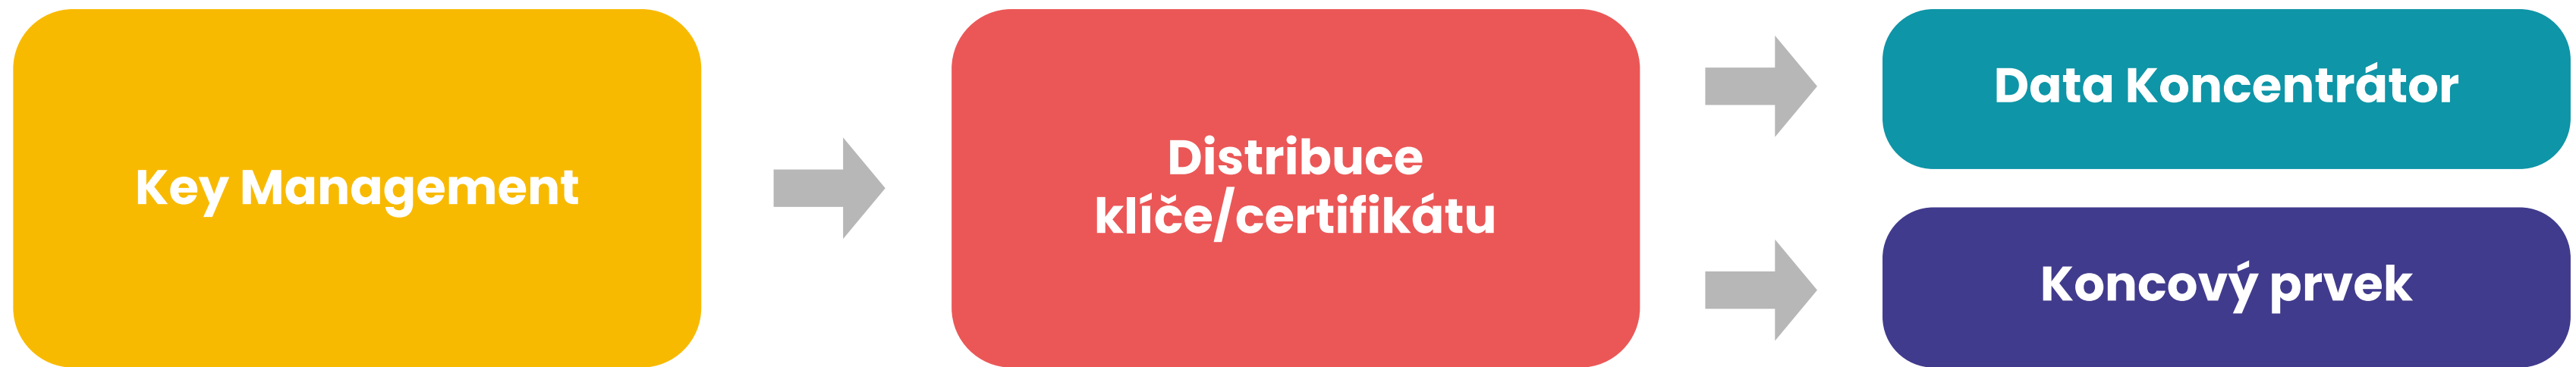 Key Management
Distribuce
klíče/certifikátu
Data Koncentrátor
Koncový prvek